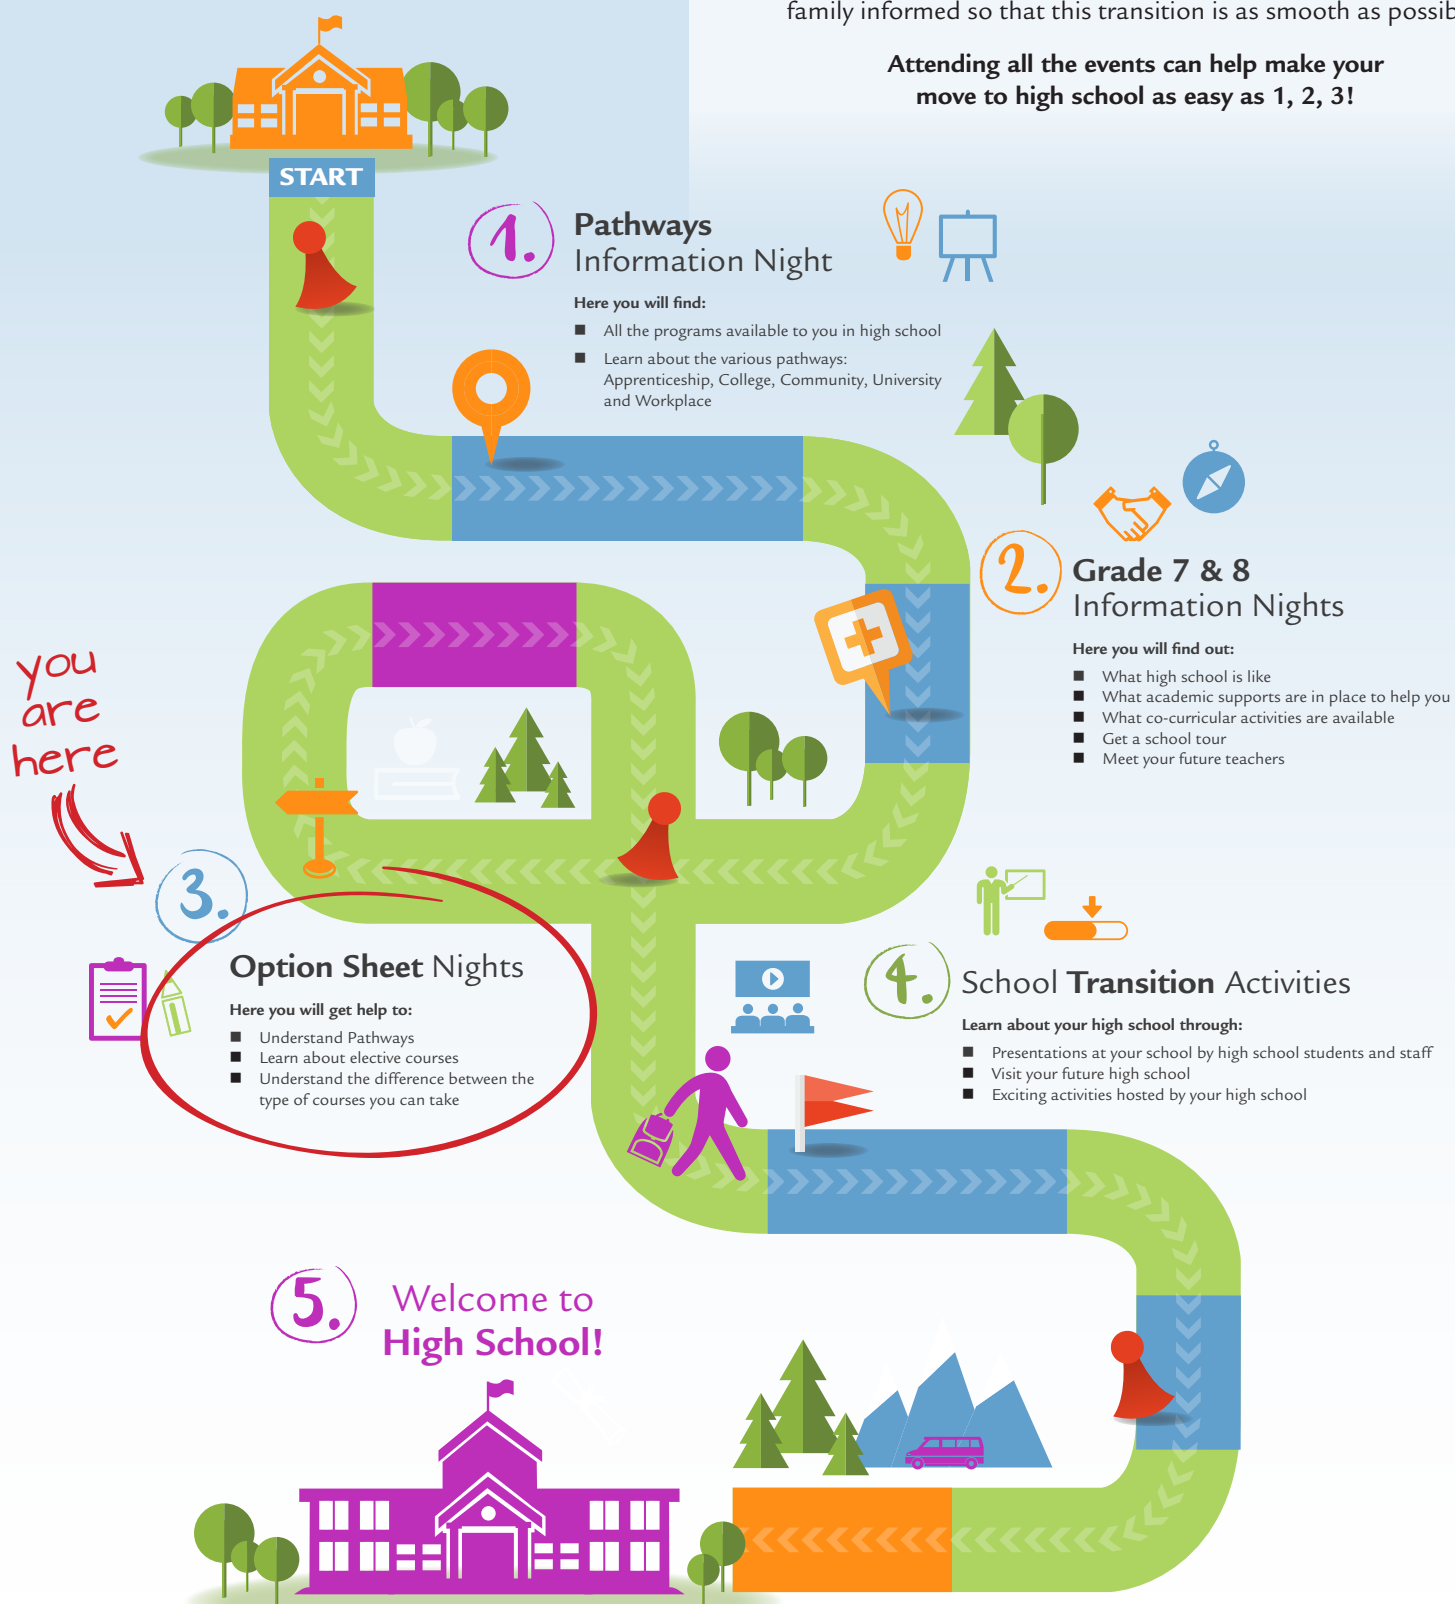 family informed so that this transition is as smooth as
Attending all the events can help make your
move to high school as easy as 1, 2, 3!
START
1.
Pathways
Information Night
Here you will find:
■ All the programs available to you in high school
■ Learn about the various pathways:
Apprenticeship, College, Community, University
and Workplace
2.
Grade 7 & 8
Information Nights
Here you will find out:
■ What high school is like
■ What academic supports are in place to help you
■ What co-curricular activities are available
■ Get a school tour
■ Meet your future teachers
you
are
here
3.
Option Sheet Nights
Here you will get help to:
■ Understand Pathways
■ Learn about elective courses
■ Understand the difference between the
type of courses you can take
4.
School Transition Activities
Learn about your high school through:
■ Presentations at your school by high school students and staff
■ Visit your future high school
■ Exciting activities hosted by your high school
5.
Welcome to
High School!